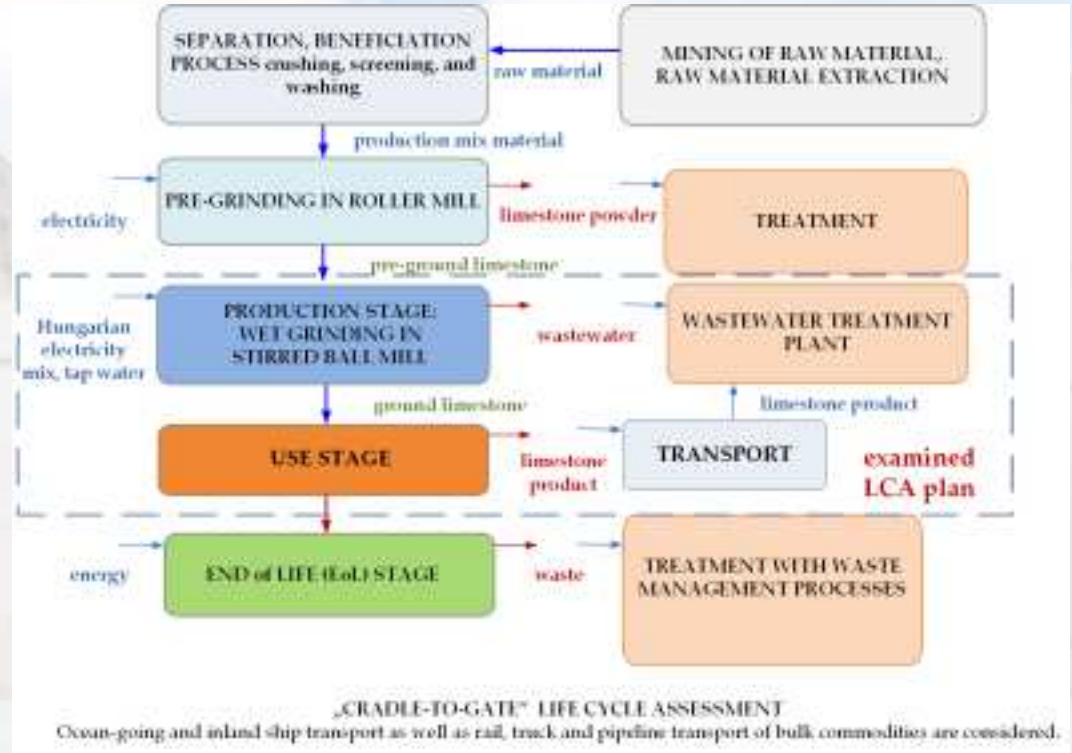 SEPARATION, BENEFICIATION
PROCESS crushing, screening, and
washing
raw material
MINING OF RAW MATERIAL,
RAW MATERIAL EXTRACTION
production mix material
electricity
PRE-GRINDING IN ROLLER MILL
limestone powder
TREATMENT
pre-ground limestone
Hungarian
electricity
mix, tap water
PRODUCTION STAGE:
WET GRINDING IN
STIRRED BALL MILL
wastewater
WASTEWATER TREATMENT
PLANT
ground limestone
limestone product
USE STAGE
limestone
product
TRANSPORT
examined
LCA plan
energy
END of LIFE (EoL) STAGE
waste
TREATMENT WITH WASTE
MANAGEMENT PROCESSES
„CRADLE-TO-GATE" LIFE CYCLE ASSESSMENT
Ocean-going and inland ship transport as well as rail, truck and pipeline transport of bulk commodities are considered.